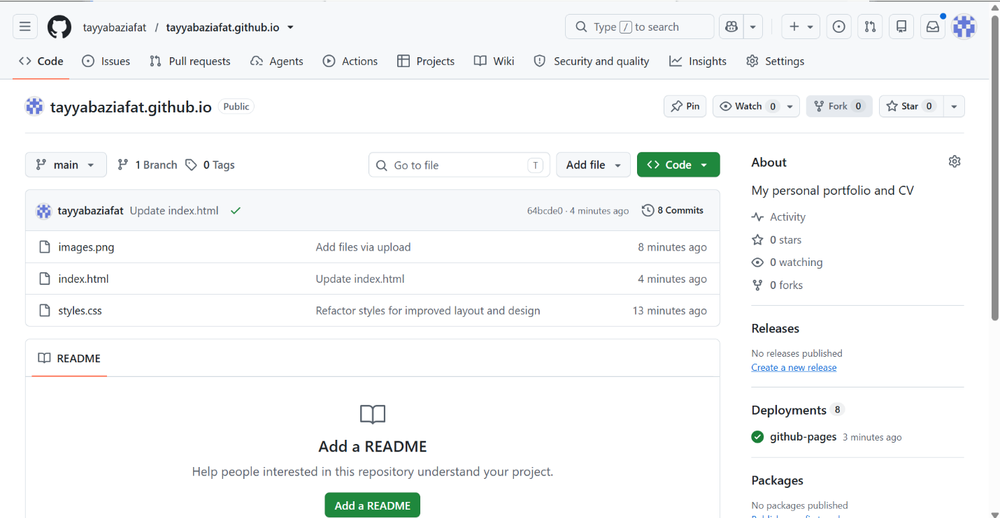 tayyabaziafat / tayyabaziafat.github.io
Type / to search
Code Issues Pull requests Agents Actions Projects Wiki Security and quality Insights Settings
tayyabaziafat.github.io Public
Pin Watch 0 Fork 0 Star 0
main 1 Branch 0 Tags
Go to file T
Add file
Code
tayyabaziafat Update index.html 64bcde0 · 4 minutes ago 8 Commits
images.png Add files via upload 8 minutes ago
index.html Update index.html 4 minutes ago
styles.css Refactor styles for improved layout and design 13 minutes ago
README
Add a README
Help people interested in this repository understand your project.
Add a README
About
My personal portfolio and CV
Activity
0 stars
0 watching
0 forks
Releases
No releases published
Create a new release
Deployments 8
github-pages 3 minutes ago
Packages
No packages published